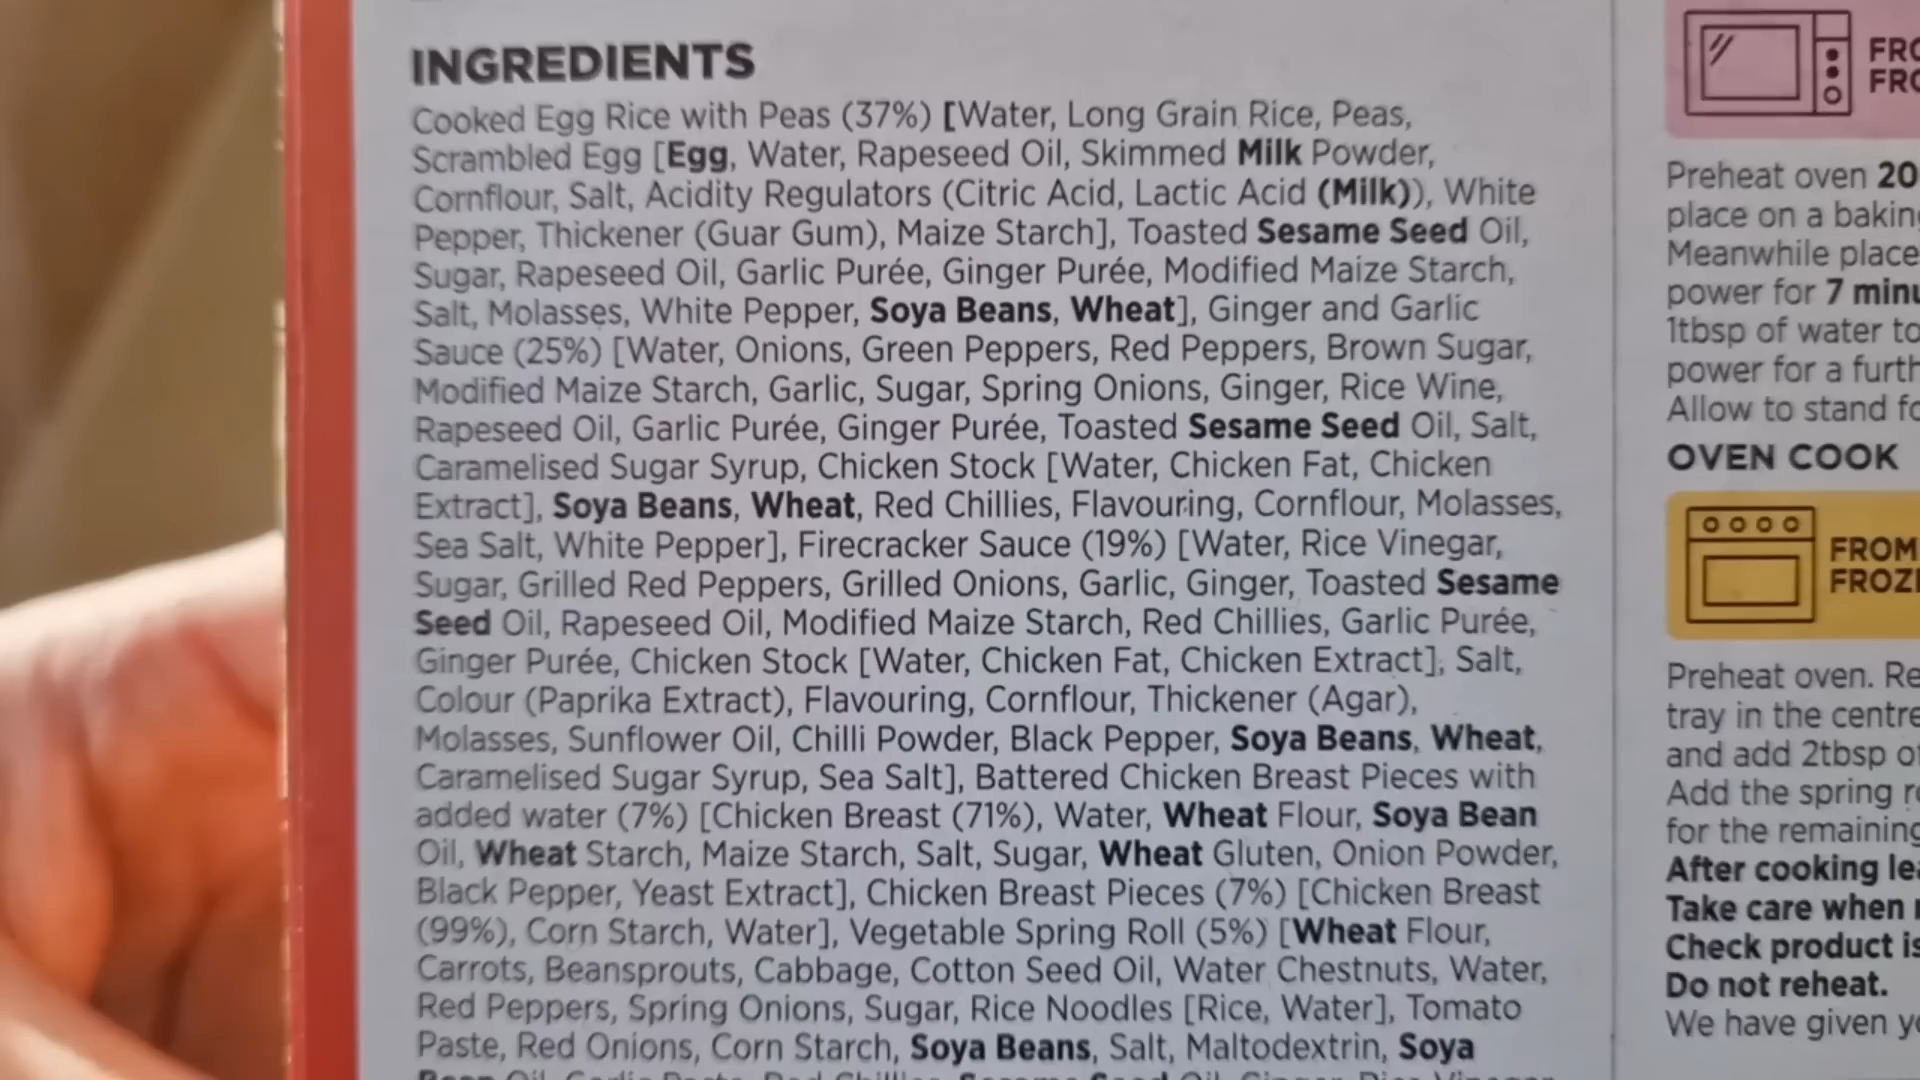 INGREDIENTS
Cooked Egg Rice with Peas (37%) [Water, Long Grain Rice, Peas,
Scrambled Egg [Egg, Water, Rapeseed Oil, Skimmed Milk Powder,
Cornflour, Salt, Acidity Regulators (Citric Acid, Lactic Acid (Milk)), White
Pepper, Thickener (Guar Gum), Maize Starch], Toasted Sesame Seed Oil,
Sugar, Rapeseed Oil, Garlic Purée, Ginger Purée, Modified Maize Starch,
Salt, Molasses, White Pepper, Soya Beans, Wheat], Ginger and Garlic
Sauce (25%) [Water, Onions, Green Peppers, Red Peppers, Brown Sugar,
Modified Maize Starch, Garlic, Sugar, Spring Onions, Ginger, Rice Wine,
Rapeseed Oil, Garlic Purée, Ginger Purée, Toasted Sesame Seed Oil, Salt,
Caramelised Sugar Syrup, Chicken Stock [Water, Chicken Fat, Chicken
Extract], Soya Beans, Wheat, Red Chillies, Flavouring, Cornflour, Molasses,
Sea Salt, White Pepper], Firecracker Sauce (19%) [Water, Rice Vinegar,
Sugar, Grilled Red Peppers, Grilled Onions, Garlic, Ginger, Toasted Sesame
Seed Oil, Rapeseed Oil, Modified Maize Starch, Red Chillies, Garlic Purée,
Ginger Purée, Chicken Stock [Water, Chicken Fat, Chicken Extract], Salt,
Colour (Paprika Extract), Flavouring, Cornflour, Thickener (Agar),
Molasses, Sunflower Oil, Chilli Powder, Black Pepper, Soya Beans, Wheat,
Caramelised Sugar Syrup, Sea Salt], Battered Chicken Breast Pieces with
added water (7%) [Chicken Breast (71%), Water, Wheat Flour, Soya Bean
Oil, Wheat Starch, Maize Starch, Salt, Sugar, Wheat Gluten, Onion Powder,
Black Pepper, Yeast Extract], Chicken Breast Pieces (7%) [Chicken Breast
(99%), Corn Starch, Water], Vegetable Spring Roll (5%) [Wheat Flour,
Carrots, Beansprouts, Cabbage, Cotton Seed Oil, Water Chestnuts, Water,
Red Peppers, Spring Onions, Sugar, Rice Noodles [Rice, Water], Tomato
Paste, Red Onions, Corn Starch, Soya Beans, Salt, Maltodextrin, Soya
FRO
FRO
Preheat oven 20
place on a baking
Meanwhile place
power for 7 minu
1tbsp of water to
power for a furth
Allow to stand fo
OVEN COOK
FROM
FROZE
Preheat oven. Re
tray in the centre
and add 2tbsp of
Add the spring ro
for the remaining
After cooking lea
Take care when r
Check product is
Do not reheat.
We have given yo